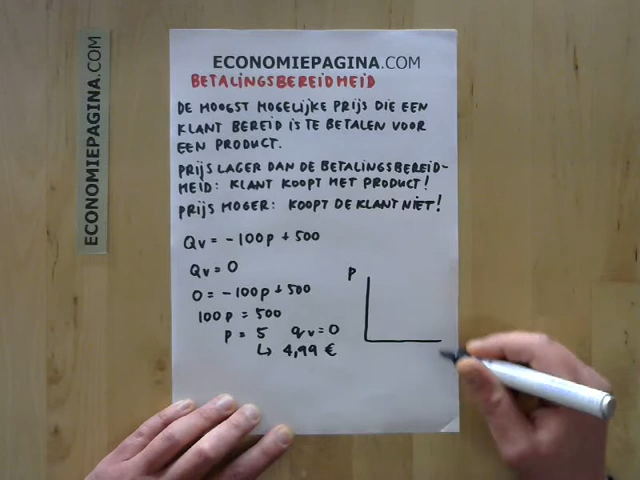 ECONOMIEPAGINA.COM
ECONOMIEPAGINA.COM
BETALINGSBEREIDHEID
DE HOOGST MOGELIJKE PRIJS DIE EEN
KLANT BEREID IS TE BETALEN VOOR
EEN PRODUCT.
PRIJS LAGER DAN DE BETALINGSBEREID-
HEID: KLANT KOOPT HET PRODUCT!
PRIJS HOGER: KOOPT DE KLANT NIET!
Qv = -100p + 500
Qv = 0
0 = -100p + 500
100p = 500
p = 5 qv = 0
↳ 4,99 €
P